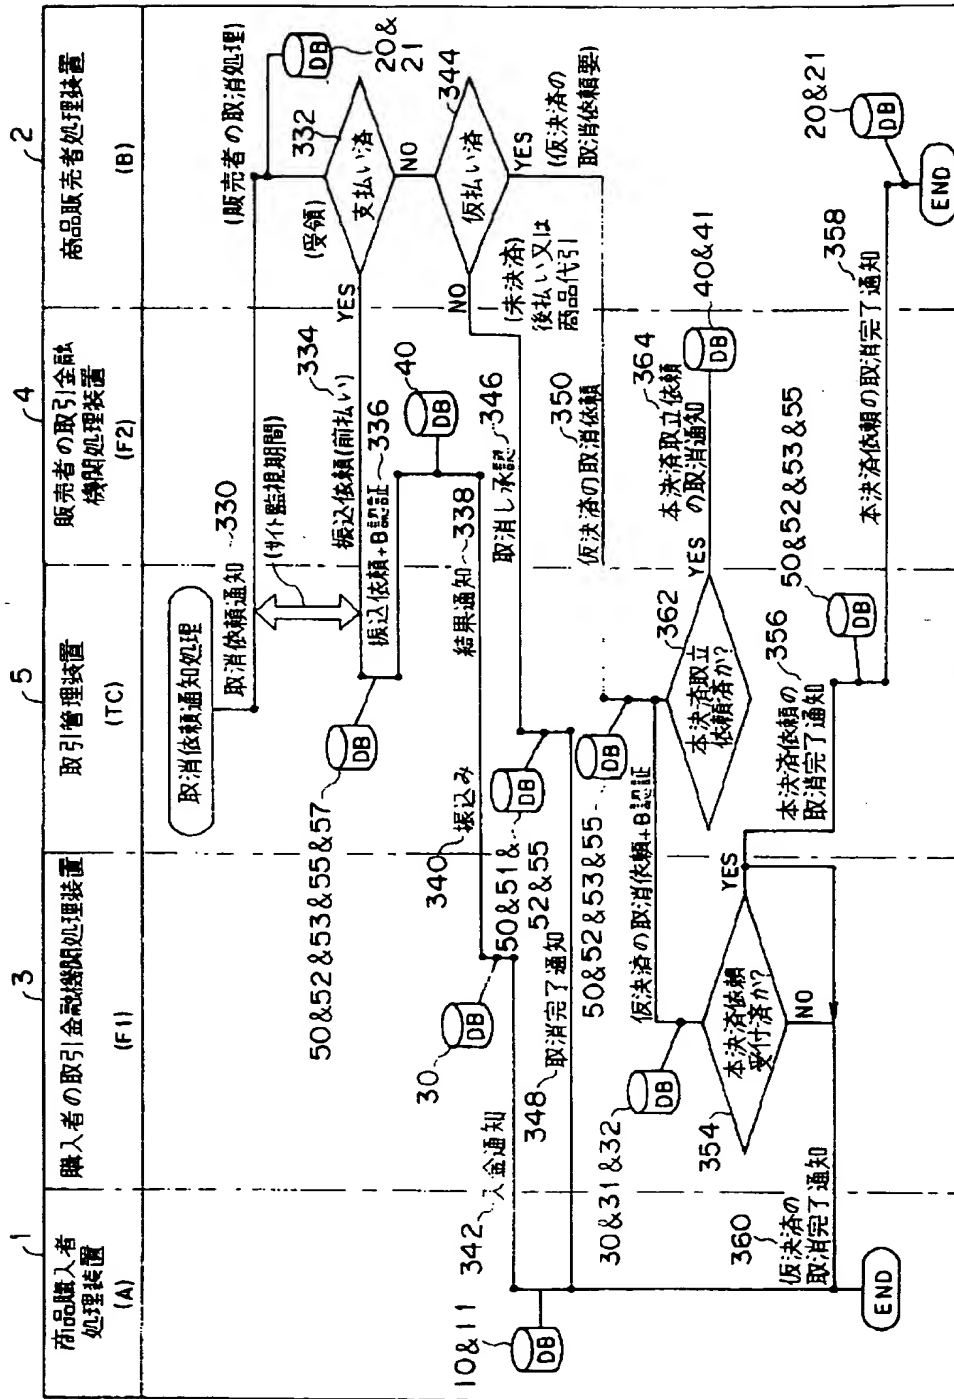 1
商品購入者
処理装置
(A)
3
購入者の取引金融機関処理装置
(F1)
5
取引管理装置
(TC)
4
販売者の取引金融
機関処理装置
(F2)
2
商品販売者処理装置
(B)
取消依頼通知処理
取消依頼通知
330
(販売者の取消処理)
DB
20&21
(サイト監視期間)
332
支払い済
(受領)
YES
NO
334
振込依頼(前払い)
振込依頼+B認証
336
DB
50&52&53&55&57
DB
40
344
仮払い済
NO
YES
(仮決済の
取消依頼要)
(未決済)
後払い又は
商品代引
結果通知
338
340
振込み
DB
30
342
入金通知
DB
10&11
取消し承認
346
DB
50&51&
52&55
348
取消完了通知
仮決済の取消依頼
350
DB
50&52&53&55
仮決済の取消依頼+B認証
362
本決済取立
依頼済か?
YES
本決済取立依頼
の取消通知
364
DB
40&41
DB
30&31&32
354
本決済依頼
受付済か?
YES
NO
本決済依頼の
取消完了通知
356
DB
50&52&53&55
本決済依頼の取消完了通知
358
DB
20&21
END
360
仮決済の
取消完了通知
END